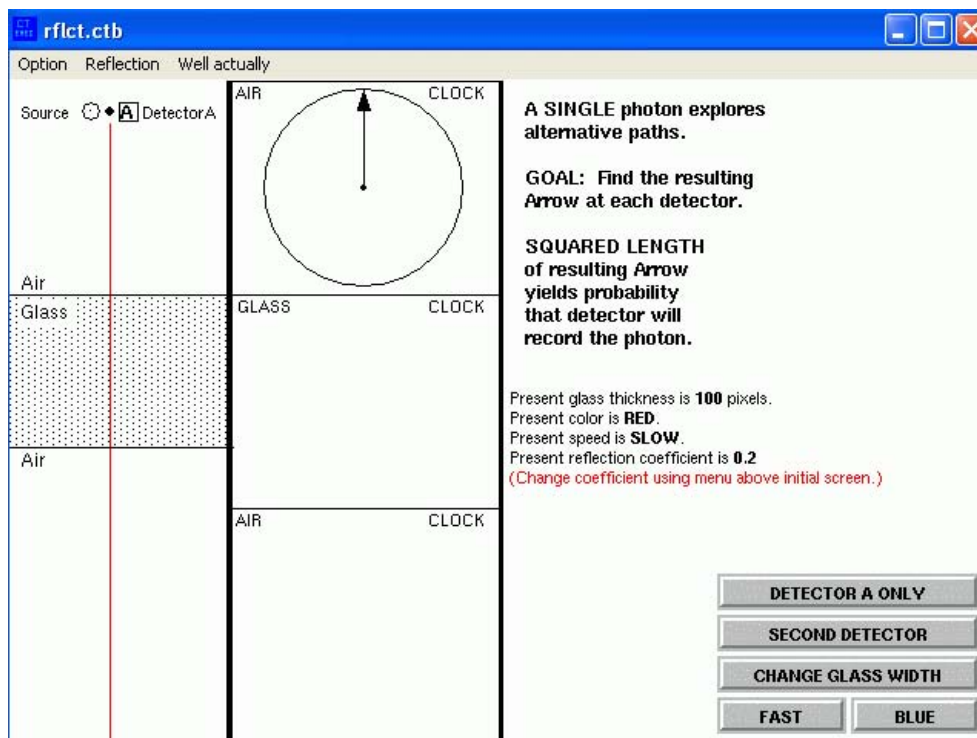 CT
rflct.ctb
Option Reflection Well actually
Source A DetectorA
Air
Glass
Air
AIR CLOCK
GLASS CLOCK
AIR CLOCK
A SINGLE photon explores
alternative paths.
GOAL: Find the resulting
Arrow at each detector.
SQUARED LENGTH
of resulting Arrow
yields probability
that detector will
record the photon.
Present glass thickness is 100 pixels.
Present color is RED.
Present speed is SLOW.
Present reflection coefficient is 0.2
(Change coefficient using menu above initial screen.)
DETECTOR A ONLY
SECOND DETECTOR
CHANGE GLASS WIDTH
FAST BLUE